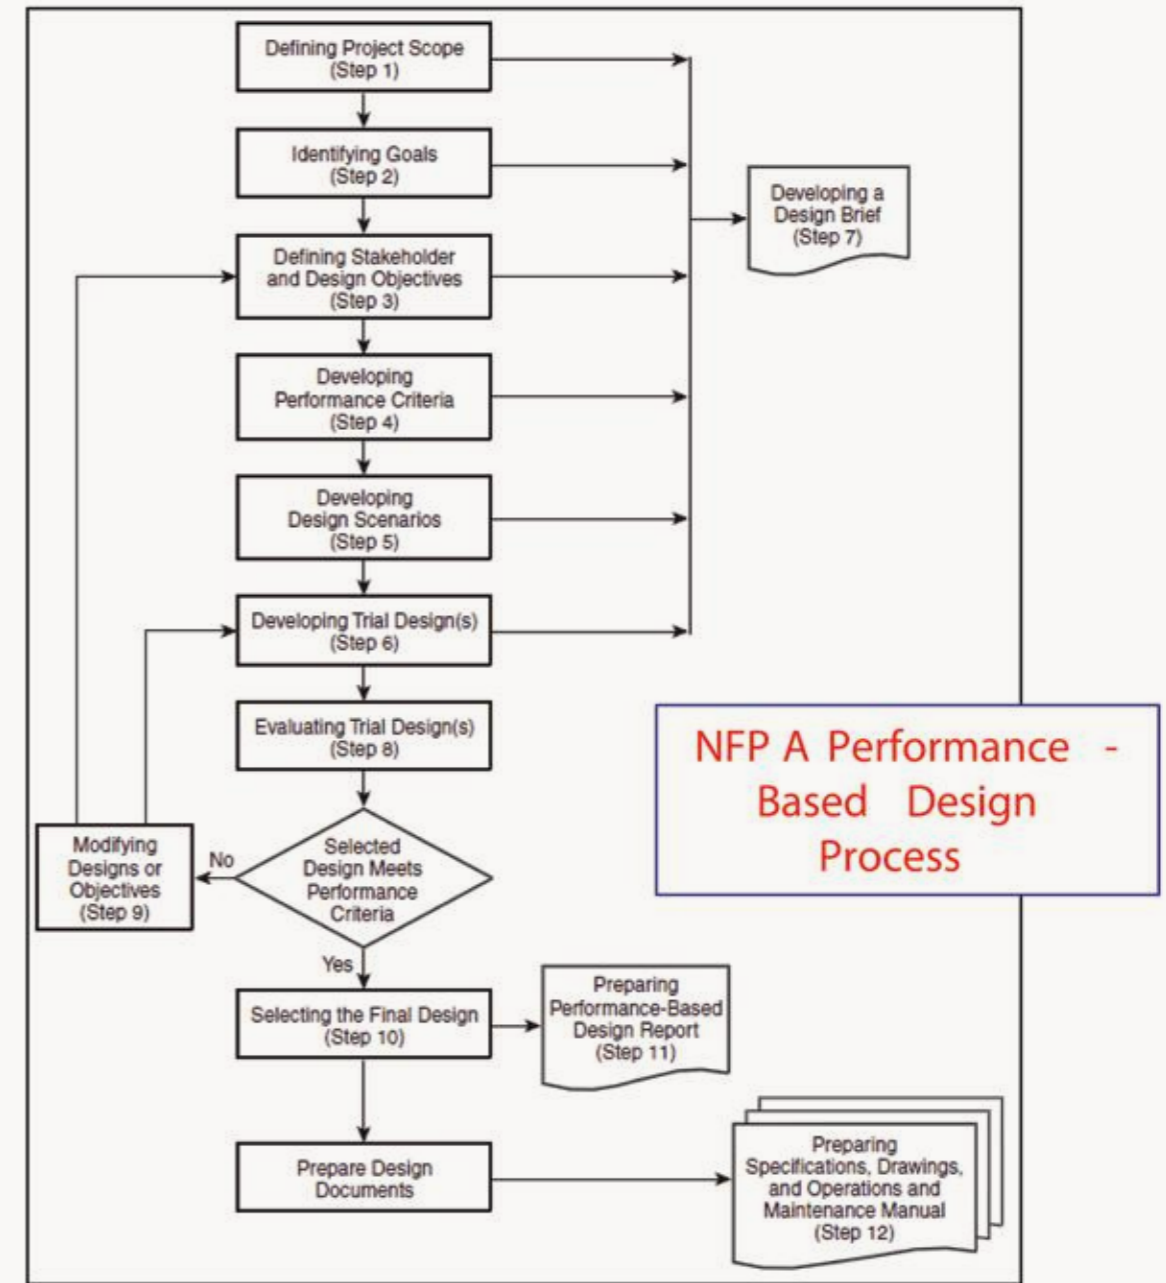 Defining Project Scope
(Step 1)
Identifying Goals
(Step 2)
Developing a
Design Brief
(Step 7)
Defining Stakeholder
and Design Objectives
(Step 3)
Developing
Performance Criteria
(Step 4)
Developing
Design Scenarios
(Step 5)
Developing Trial Design(s)
(Step 6)
Evaluating Trial Design(s)
(Step 8)
NFP A Performance -
Based Design
Process
Modifying
Designs or
Objectives
(Step 9)
No
Selected
Design Meets
Performance
Criteria
Yes
Selecting the Final Design
(Step 10)
Preparing
Performance-Based
Design Report
(Step 11)
Prepare Design
Documents
Preparing
Specifications, Drawings,
and Operations and
Maintenance Manual
(Step 12)